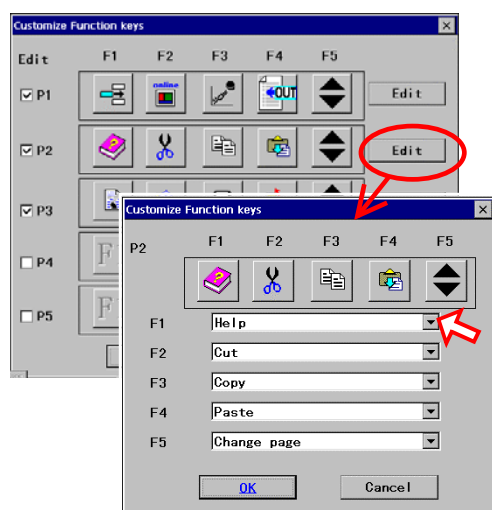 Customize Function keys
Edit F1 F2 F3 F4 F5
P1 online OUT Edit
P2 Edit
P3
P4 F
P5 F
Customize Function keys
P2 F1 F2 F3 F4 F5
F1 Help
F2 Cut
F3 Copy
F4 Paste
F5 Change page
OK Cancel